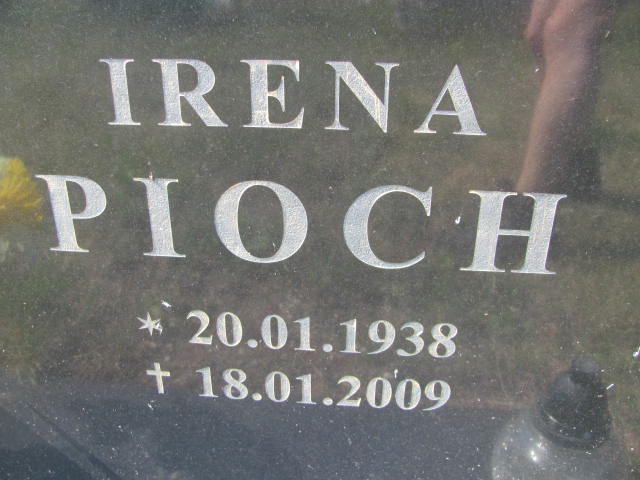 IRENA
PIOCH
* 20.01.1938
✝ 18.01.2009